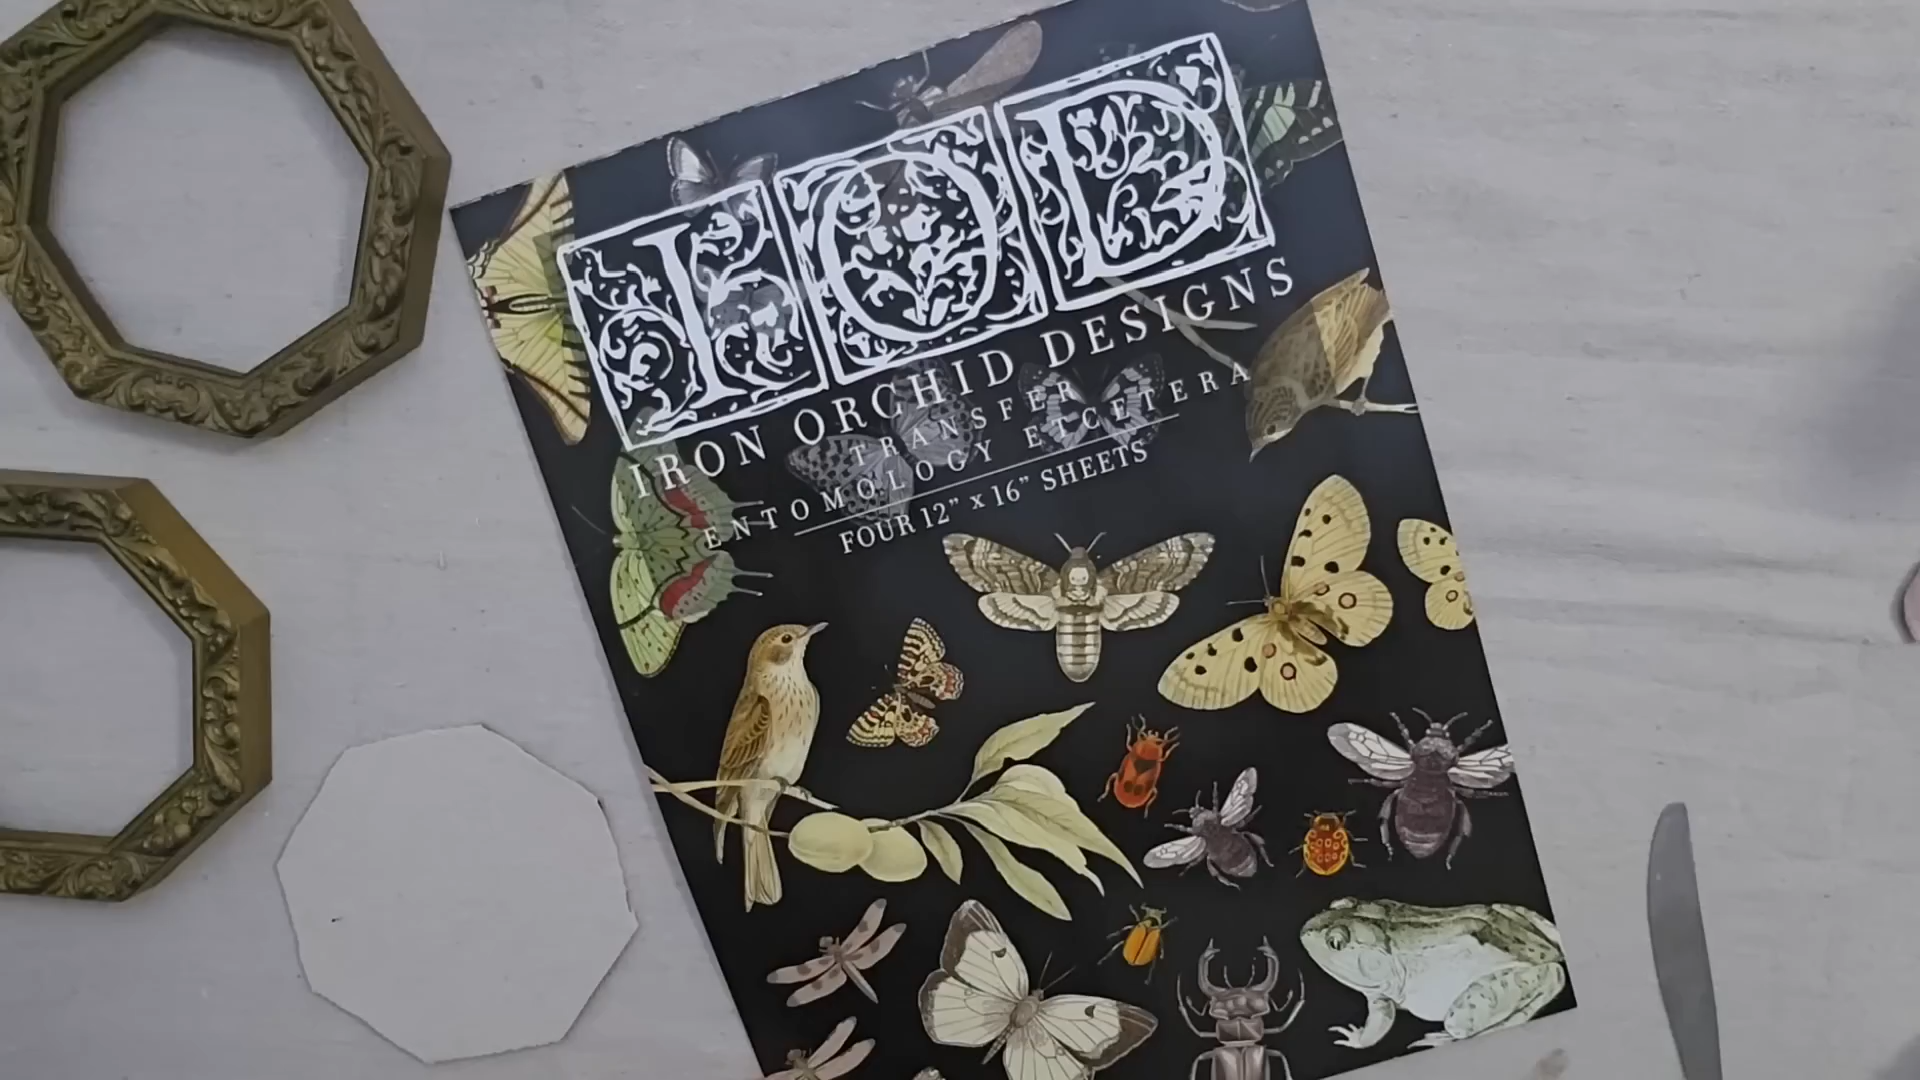 IOD
IRON ORCHID DESIGNS
TRANSFER
ENTOMOLOGY ETCETERA
FOUR 12” x 16” SHEETS